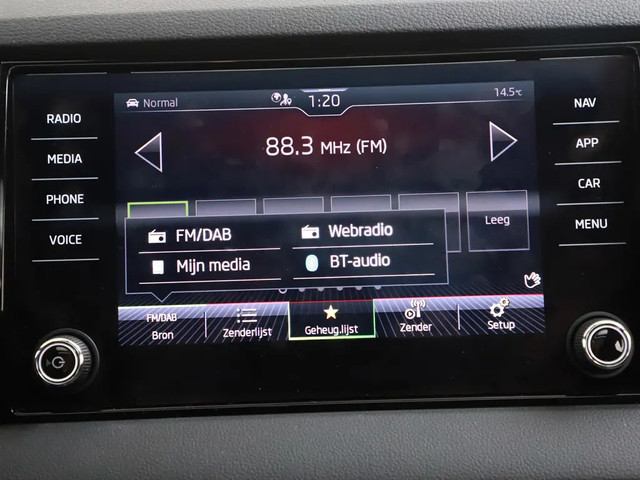 RADIO
MEDIA
PHONE
VOICE
Normal
1:20
14.5°C
88.3 MHz (FM)
Leeg
FM/DAB
Webradio
Mijn media
BT-audio
FM/DAB
Bron
Zenderlijst
Geheug.lijst
Zender
Setup
NAV
APP
CAR
MENU